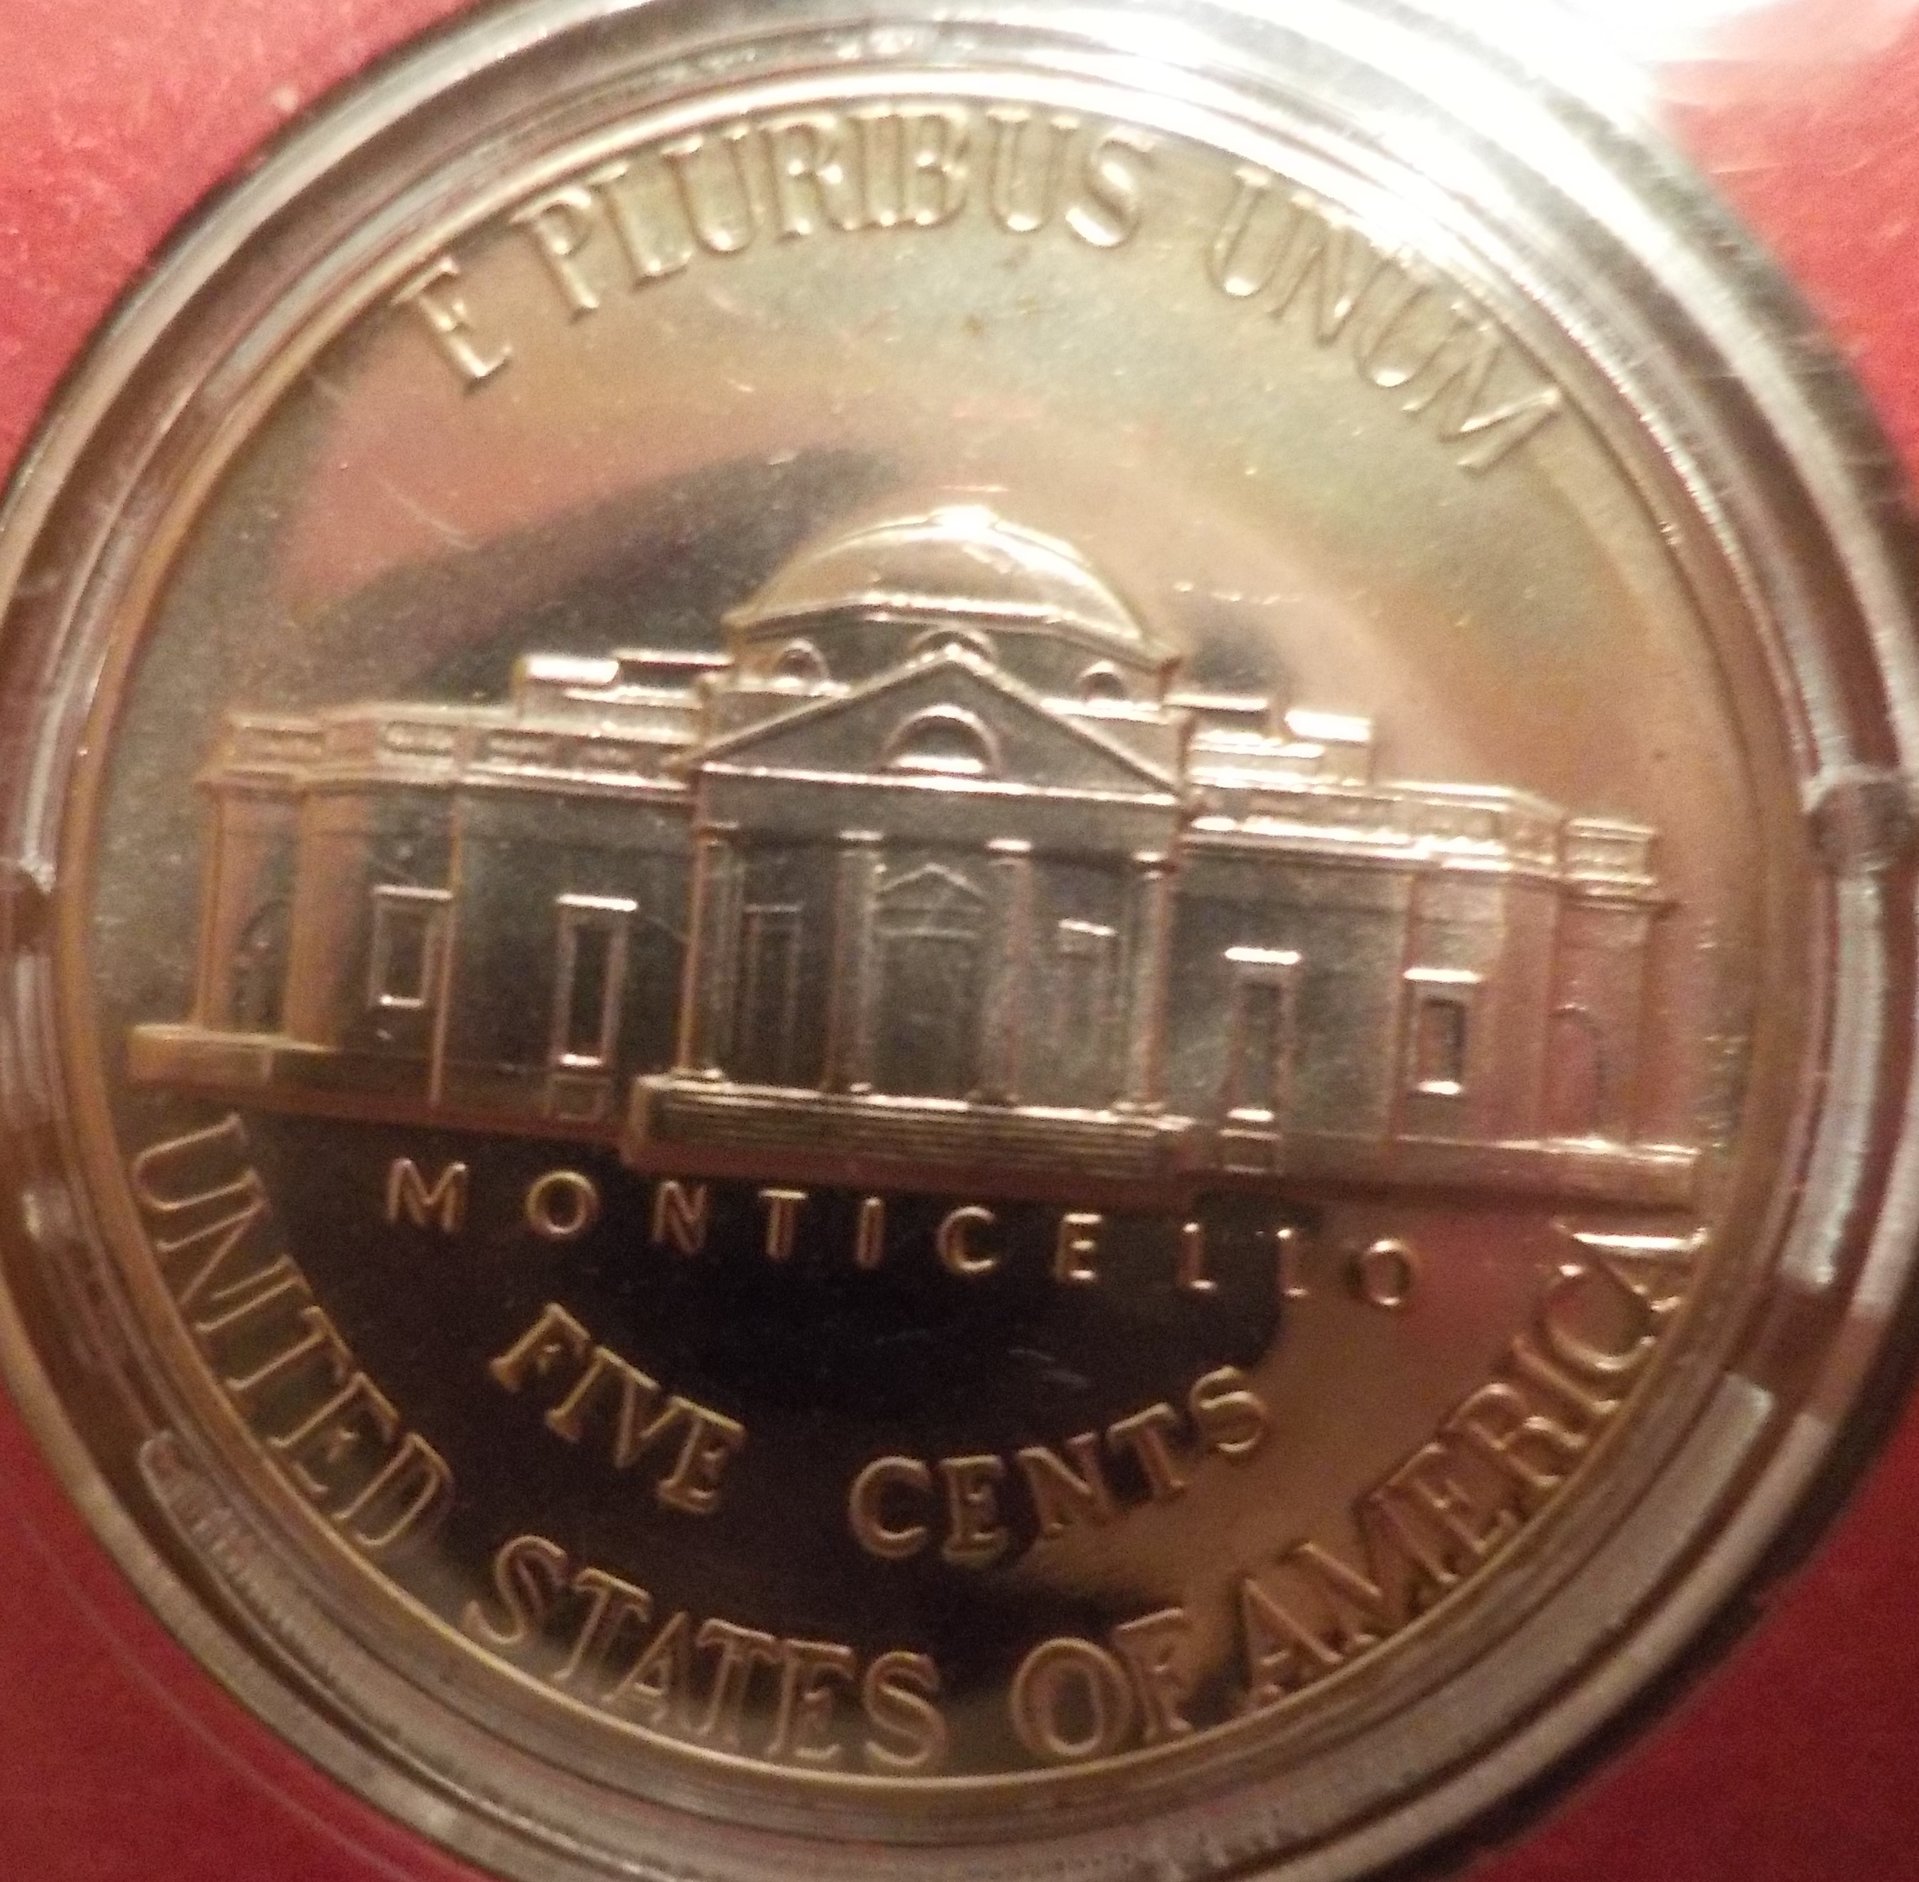 E PLURIBUS UNUM
MONTICELLO
FIVE CENTS
UNITED STATES OF AMERICA